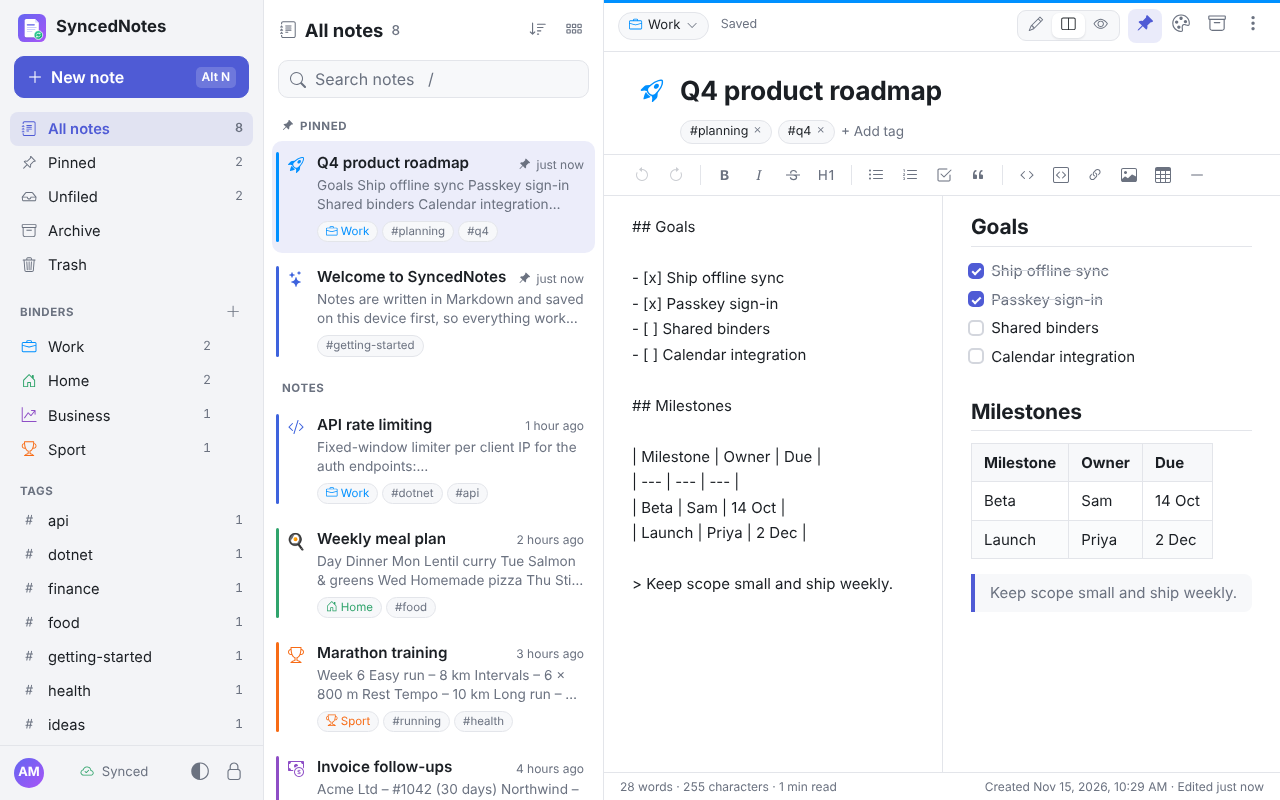 SyncedNotes
+ New note Alt N
All notes 8
Pinned 2
Unfiled 2
Archive
Trash
BINDERS +
Work 2
Home 2
Business 1
Sport 1
TAGS
# api 1
# dotnet 1
# finance 1
# food 1
# getting-started 1
# health 1
# ideas 1
AM Synced
All notes 8
Search notes /
PINNED
Q4 product roadmap just now
Goals Ship offline sync Passkey sign-in
Shared binders Calendar integration...
Work #planning #q4
Welcome to SyncedNotes just now
Notes are written in Markdown and saved
on this device first, so everything work...
#getting-started
NOTES
API rate limiting 1 hour ago
Fixed-window limiter per client IP for the
auth endpoints:...
Work #dotnet #api
Weekly meal plan 2 hours ago
Day Dinner Mon Lentil curry Tue Salmon
& greens Wed Homemade pizza Thu Sti...
Home #food
Marathon training 3 hours ago
Week 6 Easy run – 8 km Intervals – 6 ×
800 m Rest Tempo – 10 km Long run – ...
Sport #running #health
Invoice follow-ups 4 hours ago
Acme Ltd – #1042 (30 days) Northwind –
Work Saved
Q4 product roadmap
#planning × #q4 × + Add tag
B I S H1
## Goals
- [x] Ship offline sync
- [x] Passkey sign-in
- [ ] Shared binders
- [ ] Calendar integration
## Milestones
| Milestone | Owner | Due |
| --- | --- | --- |
| Beta | Sam | 14 Oct |
| Launch | Priya | 2 Dec |
> Keep scope small and ship weekly.
Goals
Ship offline sync
Passkey sign-in
Shared binders
Calendar integration
Milestones
Milestone Owner Due
Beta Sam 14 Oct
Launch Priya 2 Dec
Keep scope small and ship weekly.
28 words · 255 characters · 1 min read
Created Nov 15, 2026, 10:29 AM · Edited just now